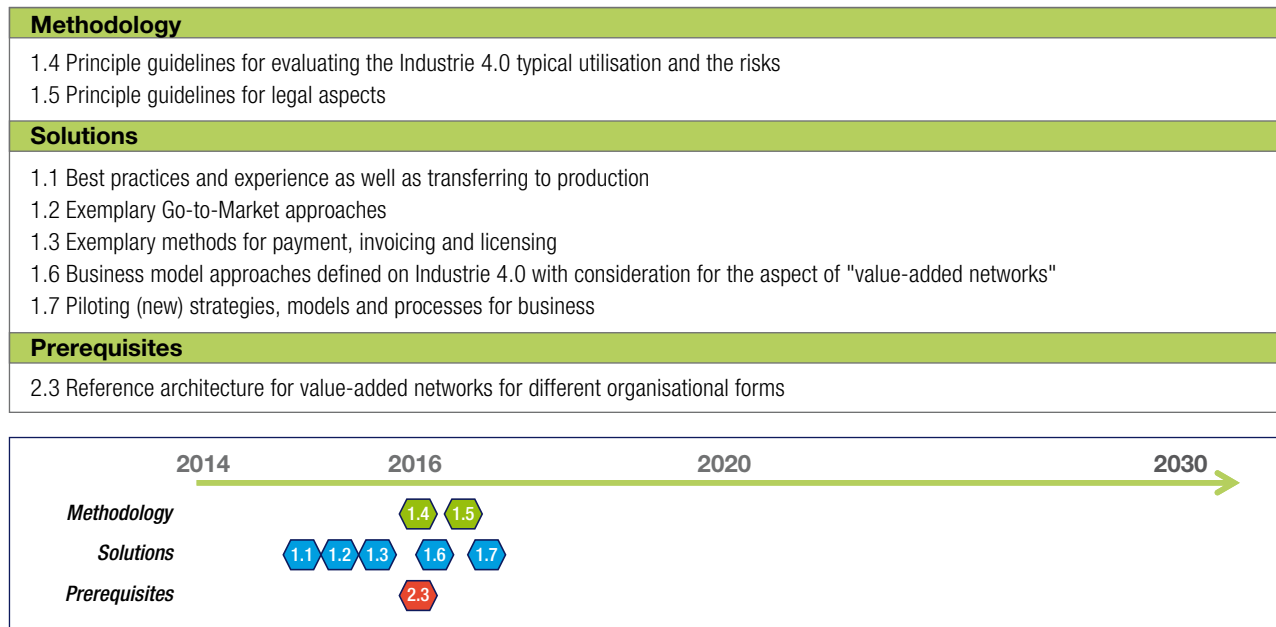 Methodology
1.4 Principle guidelines for evaluating the Industrie 4.0 typical utilisation and the risks
1.5 Principle guidelines for legal aspects
Solutions
1.1 Best practices and experience as well as transferring to production
1.2 Exemplary Go-to-Market approaches
1.3 Exemplary methods for payment, invoicing and licensing
1.6 Business model approaches defined on Industrie 4.0 with consideration for the aspect of "value-added networks"
1.7 Piloting (new) strategies, models and processes for business
Prerequisites
2.3 Reference architecture for value-added networks for different organisational forms
2014 2016 2020 2030
Methodology 1.4 1.5
Solutions 1.1 1.2 1.3 1.6 1.7
Prerequisites 2.3